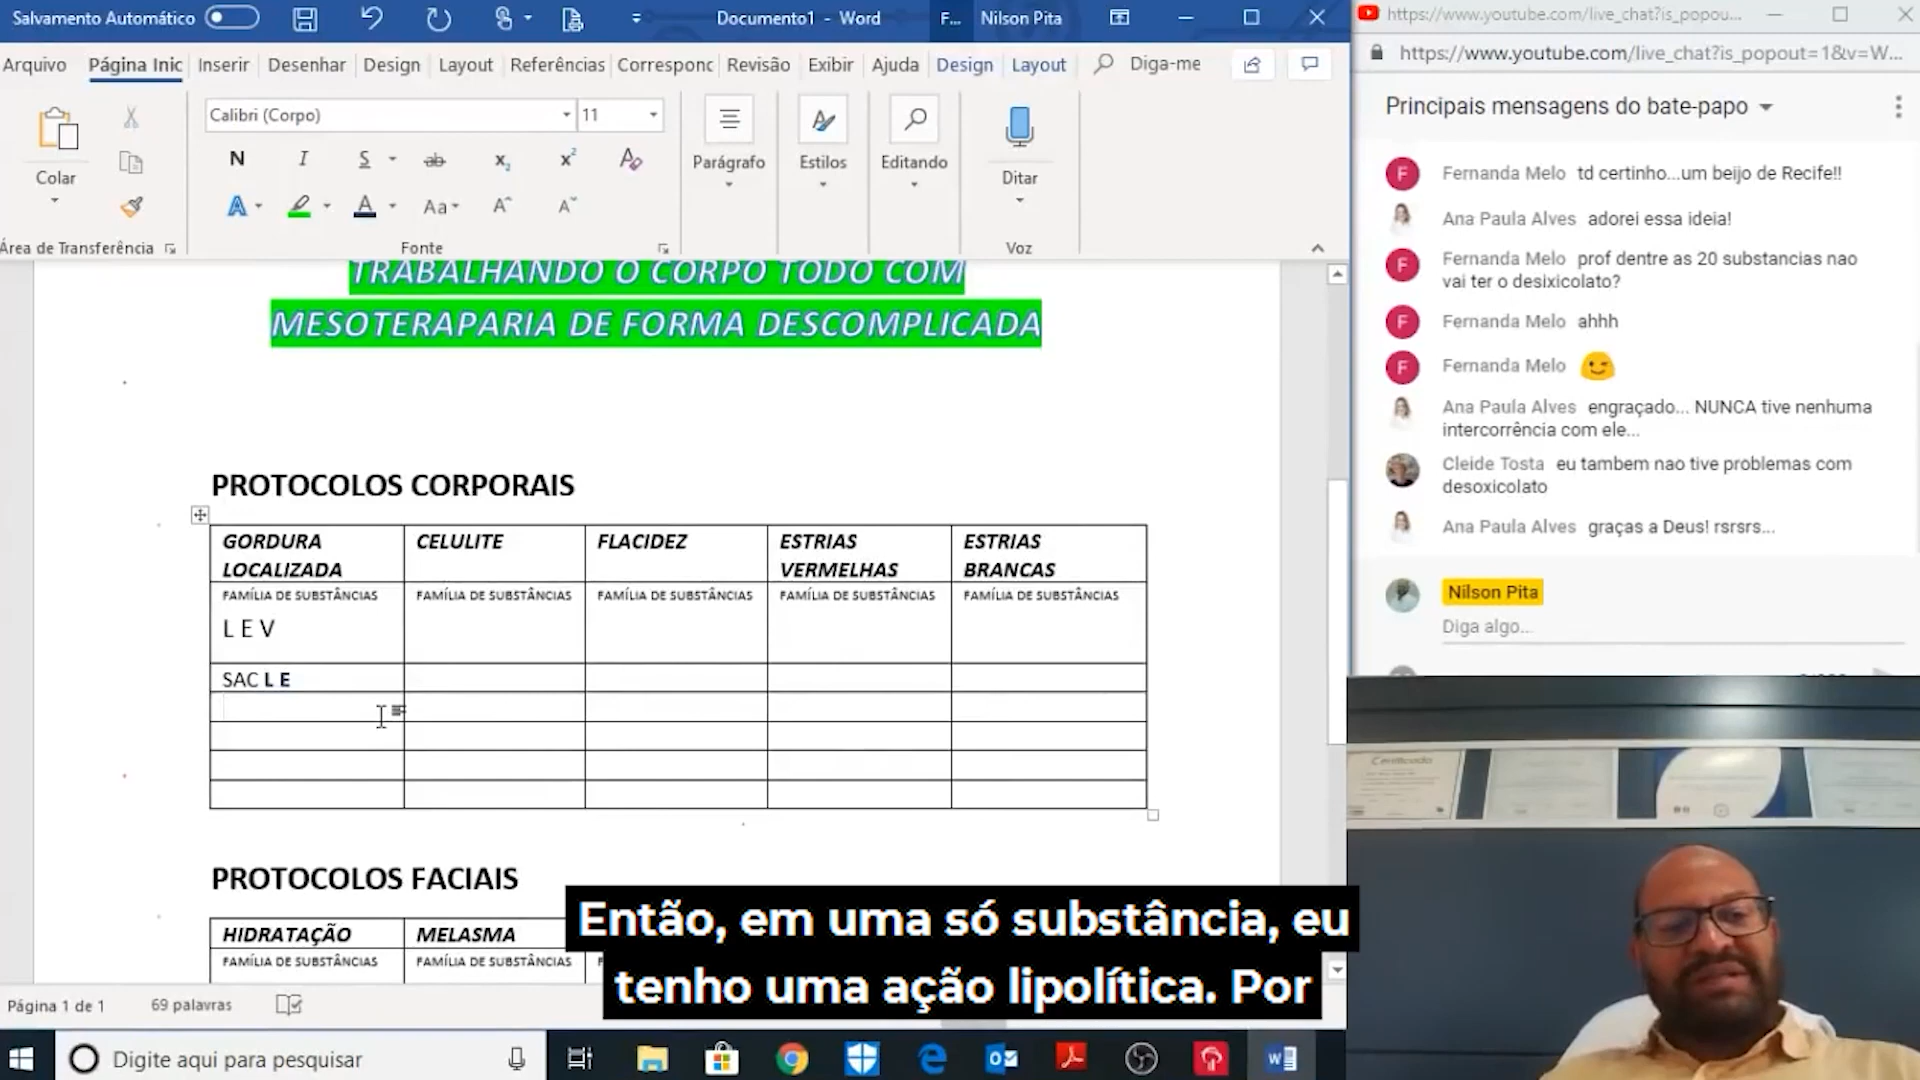 Salvamento Automático
Documento1 - Word
F...
Nilson Pita
Arquivo
Página Inic
Inserir
Desenhar
Design
Layout
Referências
Corresponc
Revisão
Exibir
Ajuda
Design
Layout
Diga-me
Colar
Calibri (Corpo)
11
N
I
S
ab
x₂
x²
A
A
A
Aa
A
A
Parágrafo
Estilos
Editando
Ditar
Área de Transferência
Fonte
Voz
TRABALHANDO O CORPO TODO COM
MESOTERAPARIA DE FORMA DESCOMPLICADA
PROTOCOLOS CORPORAIS
GORDURA LOCALIZADA
CELULITE
FLACIDEZ
ESTRIAS VERMELHAS
ESTRIAS BRANCAS
FAMÍLIA DE SUBSTÂNCIAS
FAMÍLIA DE SUBSTÂNCIAS
FAMÍLIA DE SUBSTÂNCIAS
FAMÍLIA DE SUBSTÂNCIAS
FAMÍLIA DE SUBSTÂNCIAS
L E V
SAC L E
PROTOCOLOS FACIAIS
HIDRATAÇÃO
MELASMA
FAMÍLIA DE SUBSTÂNCIAS
FAMÍLIA DE SUBSTÂNCIAS
Página 1 de 1
69 palavras
Digite aqui para pesquisar
https://www.youtube.com/live_chat?is_popou...
https://www.youtube.com/live_chat?is_popout=1&v=W...
Principais mensagens do bate-papo
F Fernanda Melo td certinho...um beijo de Recife!!
Ana Paula Alves adorei essa ideia!
F Fernanda Melo prof dentre as 20 substancias nao
vai ter o desixicolato?
F Fernanda Melo ahhh
F Fernanda Melo 😉
Ana Paula Alves engraçado... NUNCA tive nenhuma
intercorrência com ele...
Cleide Tosta eu tambem nao tive problemas com
desoxicolato
Ana Paula Alves graças a Deus! rsrsrs...
Nilson Pita
Diga algo...
Certificado
Então, em uma só substância, eu
tenho uma ação lipolítica. Por